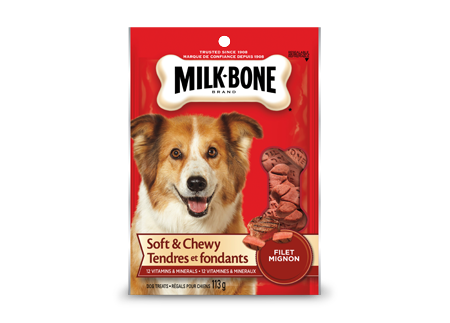 TRUSTED SINCE 1908
MARQUE DE CONFIANCE DEPUIS 1908
MILK-BONE
BRAND
Soft & Chewy
Tendres et fondants
12 VITAMINS & MINERALS • 12 VITAMINES & MINÉRAUX
FILET
MIGNON
DOG TREATS • RÉGALS POUR CHIENS 113 g